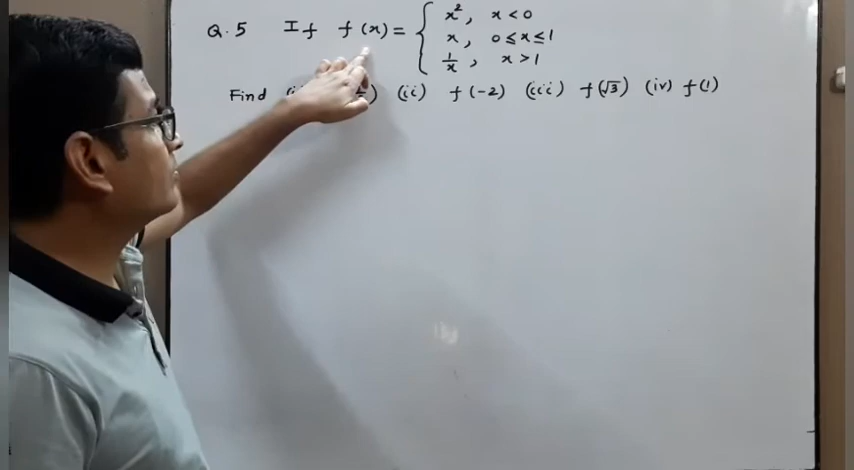 Q.5 If f(x) = { x², x < 0
x, 0 ≤ x ≤ 1
1/x, x > 1
Find (ii) f(-2) (iii) f(√3) (iv) f(1)